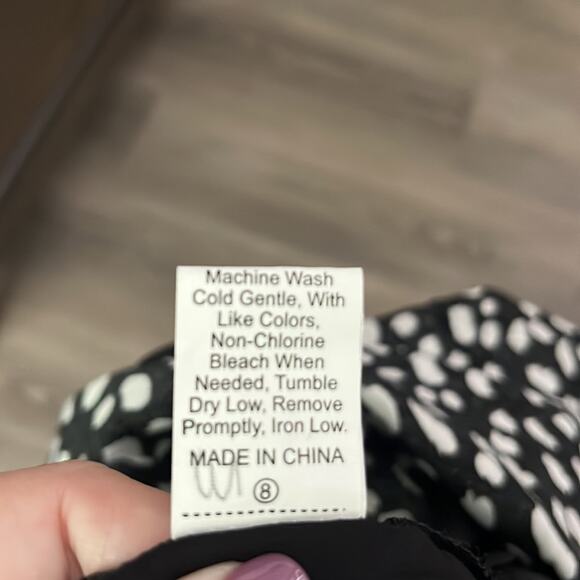 Machine Wash
Cold Gentle, With
Like Colors,
Non-Chlorine
Bleach When
Needed, Tumble
Dry Low, Remove
Promptly, Iron Low.
MADE IN CHINA
⑧